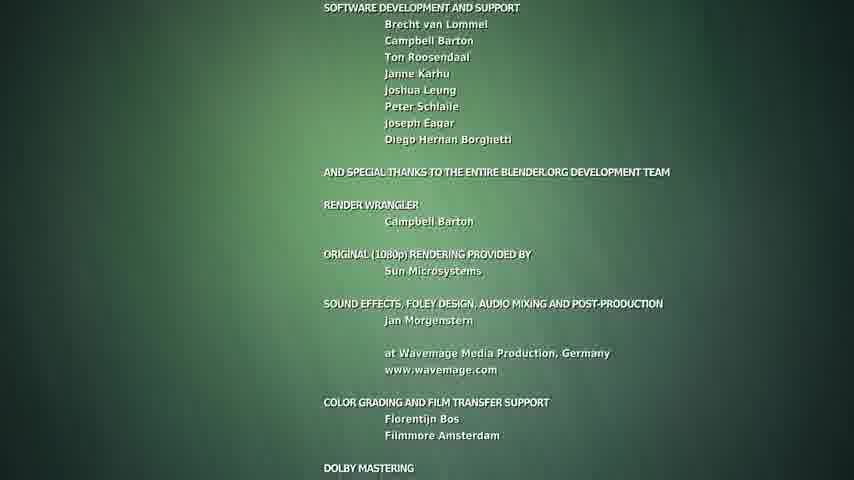 SOFTWARE DEVELOPMENT AND SUPPORT
Brecht van Lommel
Campbell Barton
Ton Roosendaal
Janne Karhu
Joshua Leung
Peter Schlaile
Joseph Eagar
Diego Hernan Borghetti
AND SPECIAL THANKS TO THE ENTIRE BLENDER.ORG DEVELOPMENT TEAM
RENDER WRANGLER
Campbell Barton
ORIGINAL (1080p) RENDERING PROVIDED BY
Sun Microsystems
SOUND EFFECTS, FOLEY DESIGN, AUDIO MIXING AND POST-PRODUCTION
Jan Morgenstern
at Wavemage Media Production, Germany
www.wavemage.com
COLOR GRADING AND FILM TRANSFER SUPPORT
Florentijn Bos
Filmmore Amsterdam
DOLBY MASTERING